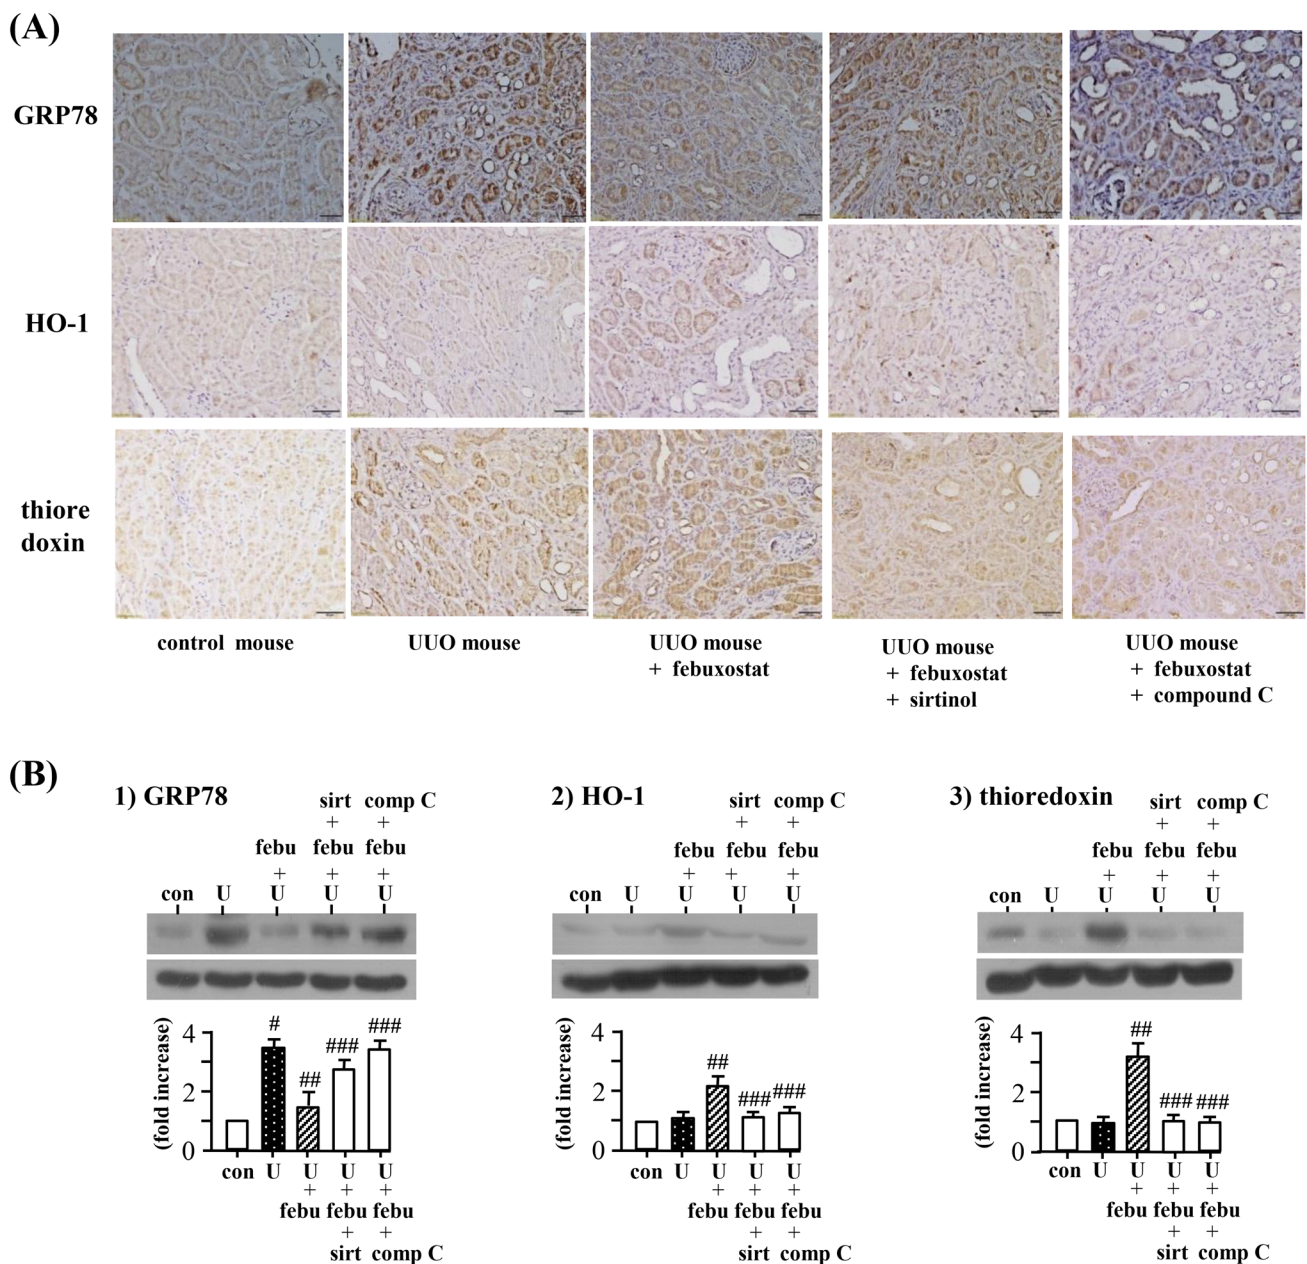 (A)
GRP78
HO-1
thiore
doxin
control mouse
UUO mouse
UUO mouse
+ febuxostat
UUO mouse
+ febuxostat
+ sirtinol
UUO mouse
+ febuxostat
+ compound C
(B)
1) GRP78
sirt comp C
+ +
febu febu febu
+ + +
con U U U U
(fold increase)
4
2
0
# ## ### ###
con U U U U
+ + +
febu febu febu
+ +
sirt comp C
2) HO-1
sirt comp C
+ +
febu febu febu
+ + +
con U U U U
(fold increase)
4
2
0
## ### ###
con U U U U
+ + +
febu febu febu
+ +
sirt comp C
3) thioredoxin
sirt comp C
+ +
febu febu febu
+ + +
con U U U U
(fold increase)
4
2
0
## ### ###
con U U U U
+ + +
febu febu febu
+ +
sirt comp C